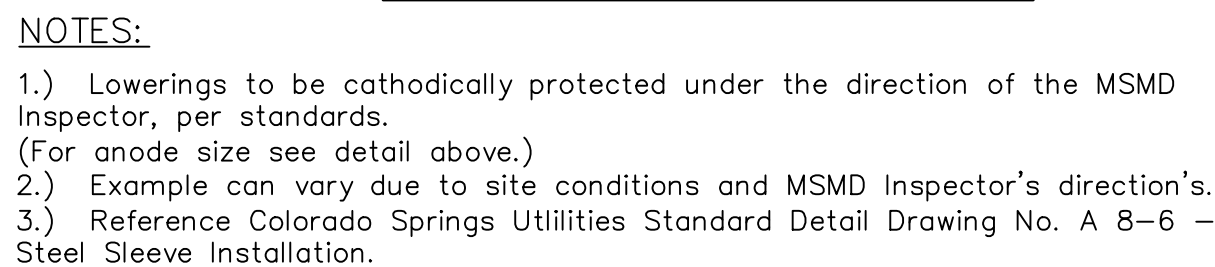 NOTES:
1.) Lowerings to be cathodically protected under the direction of the MSMD
Inspector, per standards.
(For anode size see detail above.)
2.) Example can vary due to site conditions and MSMD Inspector's direction's.
3.) Reference Colorado Springs Utlilities Standard Detail Drawing No. A 8–6 –
Steel Sleeve Installation.